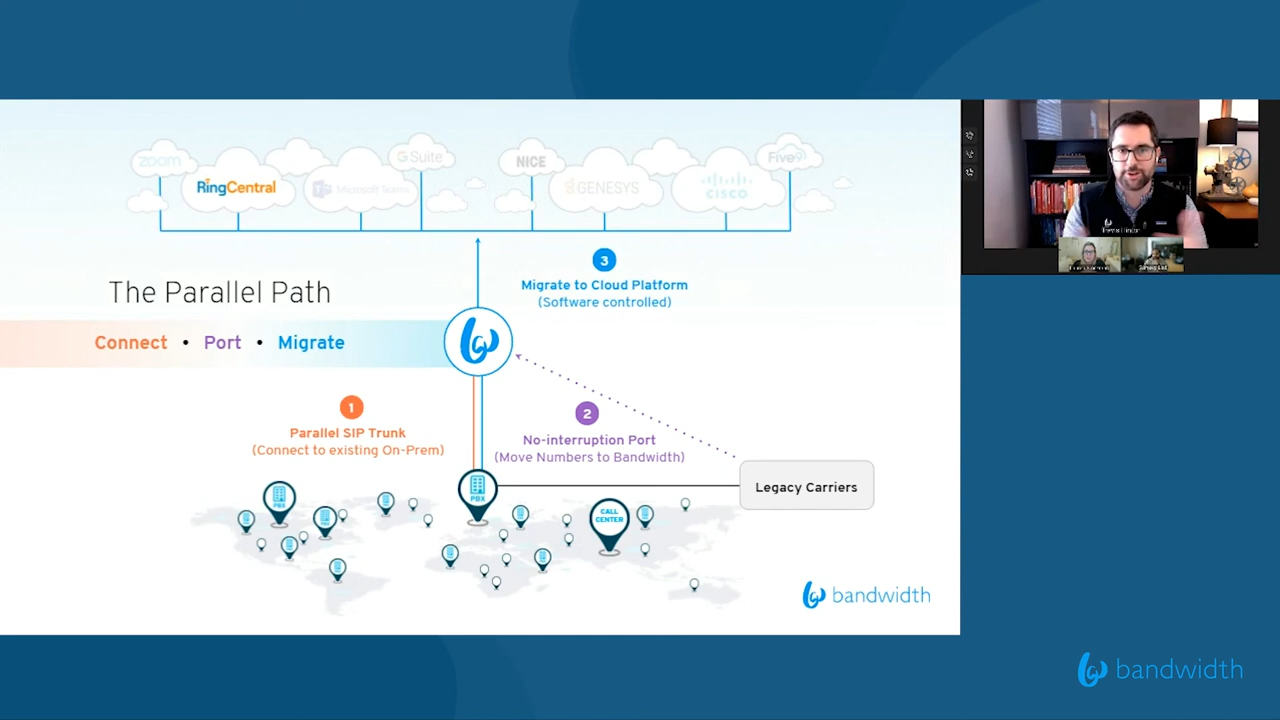 zoom
RingCentral
Microsoft Teams
G Suite
NICE
GENESYS
CISCO
Five9
3
Migrate to Cloud Platform
(Software controlled)
The Parallel Path
Connect • Port • Migrate
1
Parallel SIP Trunk
(Connect to existing On-Prem)
2
No-interruption Port
(Move Numbers to Bandwidth)
Legacy Carriers
PBX
PBX
CALL
CENTER
bandwidth
bandwidth